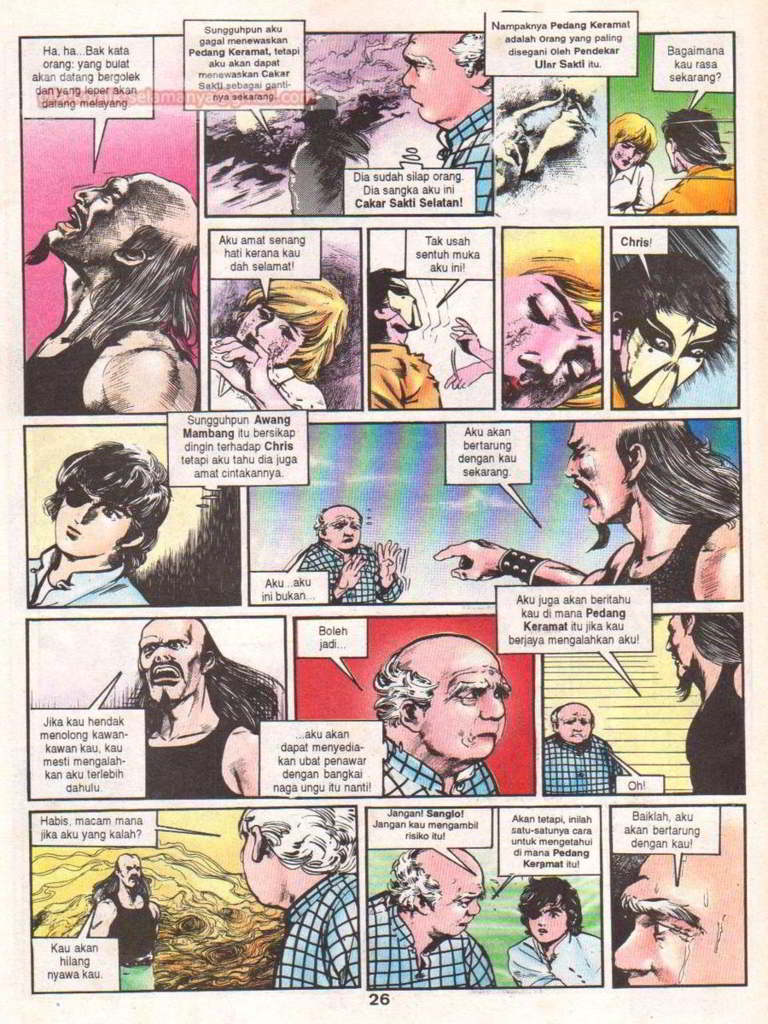 Ha, ha...Bak kata
orang: yang bulat
akan datang bergolek
dan yang leper akan
datang melayang.
Sungguhpun aku
gagal menewaskan
Pedang Keramat, tetapi
aku akan dapat
menewaskan Cakar
Sakti sebagai ganti-
nya sekarang.
Dia sudah silap orang.
Dia sangka aku ini
Cakar Sakti Selatan!
Nampaknya Pedang Keramat
adalah orang yang paling
disegani oleh Pendekar
Ular Sakti itu.
Bagaimana
kau rasa
sekarang?
Aku amat senang
hati kerana kau
dah selamat!
Tak usah
sentuh muka
aku ini!
Chris!
Sungguhpun Awang
Mambang itu bersikap
dingin terhadap Chris
tetapi aku tahu dia juga
amat cintakannya.
Aku akan
bertarung
dengan kau
sekarang.
Aku ...aku
ini bukan...
Jika kau hendak
menolong kawan-
kawan kau, kau
mesti mengalah-
kan aku terlebih
dahulu.
Boleh
jadi...
...aku akan
dapat menyedia-
kan ubat penawar
dengan bangkai
naga ungu itu nanti!
Aku juga akan beritahu
kau di mana Pedang
Keramat itu jika kau
berjaya mengalahkan aku!
Oh!
Habis, macam mana
jika aku yang kalah?
Kau akan
hilang
nyawa kau.
Jangan! Sanglo!
Jangan kau mengambil
risiko itu!
Akan tetapi, inilah
satu-satunya cara
untuk mengetahui
di mana Pedang
Keramat itu!
Baiklah, aku
akan bertarung
dengan kau!
26